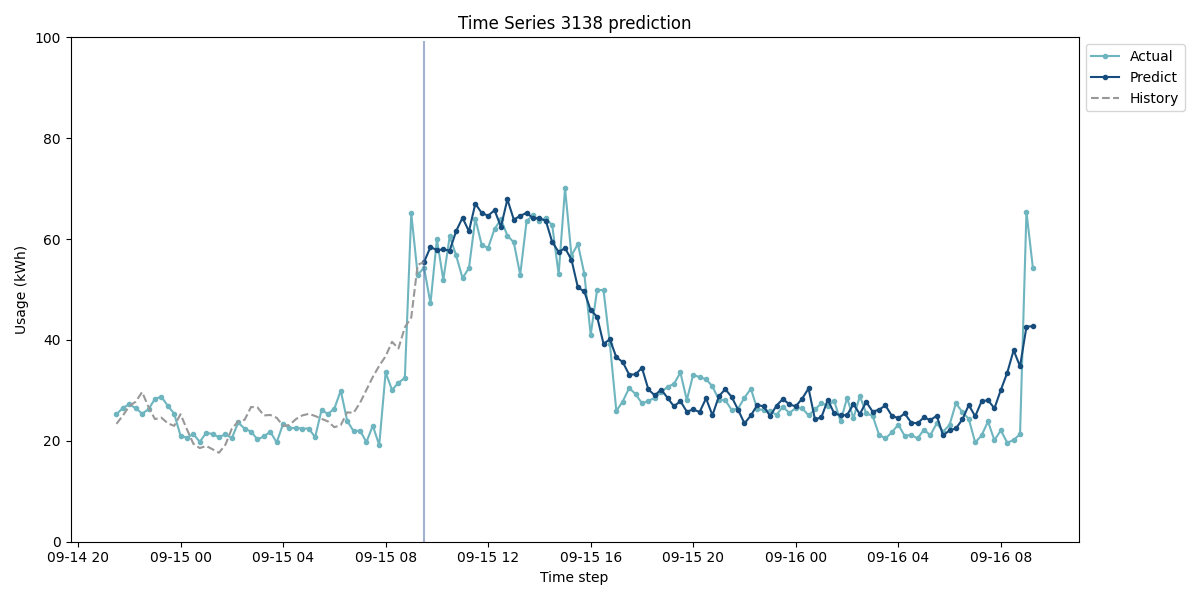 Time Series 3138 prediction
100
80
60
40
20
0
Usage (kWh)
09-14 20
09-15 00
09-15 04
09-15 08
09-15 12
09-15 16
09-15 20
09-16 00
09-16 04
09-16 08
Time step
Actual
Predict
History